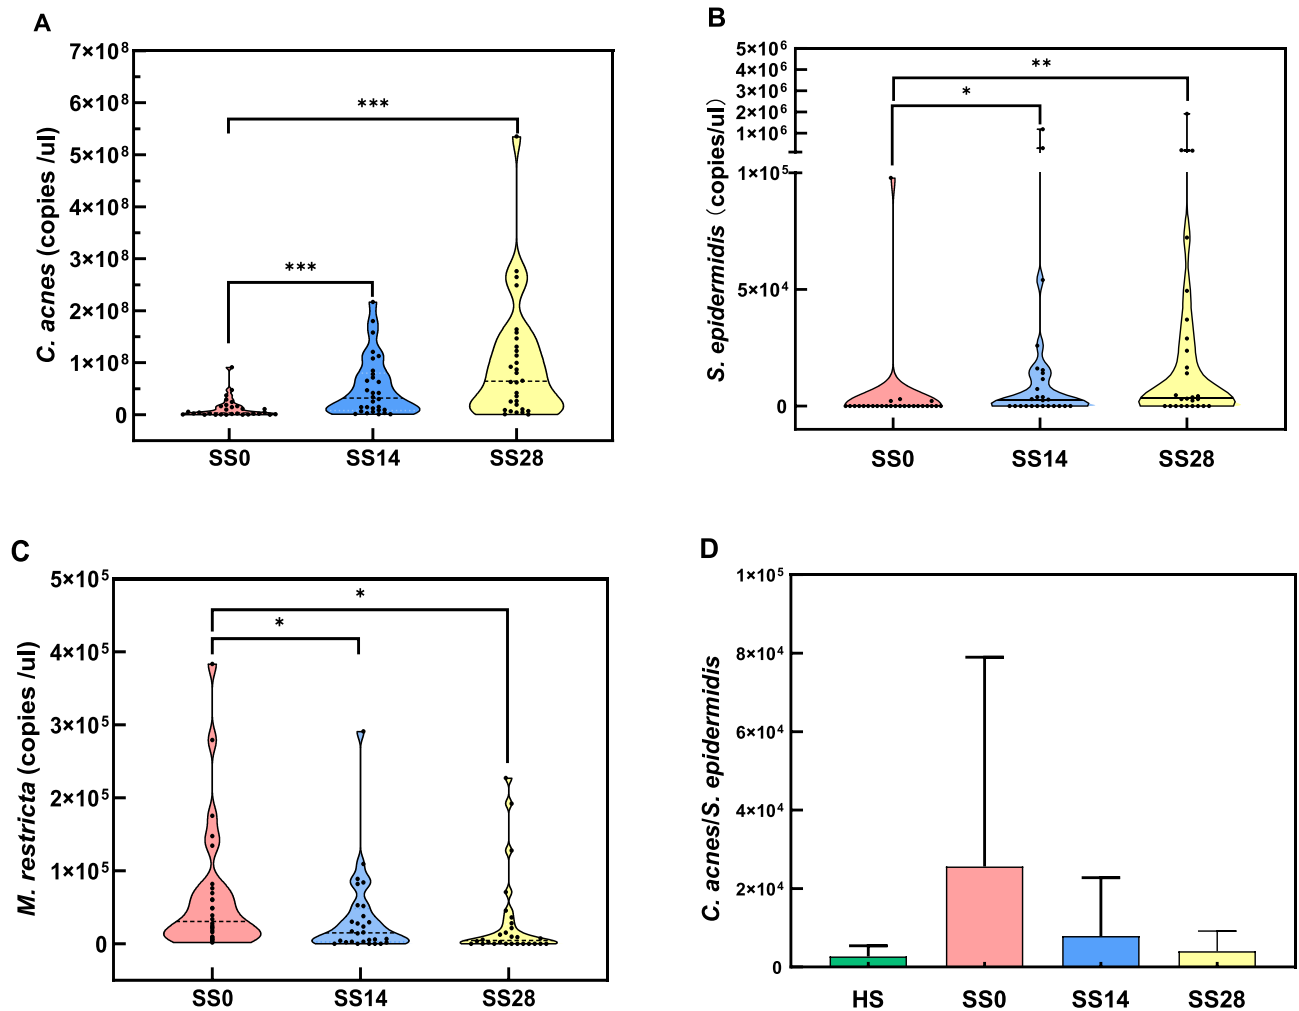 A
7×10⁸
6×10⁸
5×10⁸
4×10⁸
3×10⁸
2×10⁸
1×10⁸
0
C. acnes (copies /ul)
***
***
SS0 SS14 SS28
B
5×10⁶
4×10⁶
3×10⁶
2×10⁶
1×10⁶
1×10⁵
5×10⁴
0
S. epidermidis（copies/ul）
**
*
SS0 SS14 SS28
C
5×10⁵
4×10⁵
3×10⁵
2×10⁵
1×10⁵
0
M. restricta (copies /ul)
*
*
SS0 SS14 SS28
D
1×10⁵
8×10⁴
6×10⁴
4×10⁴
2×10⁴
0
C. acnes/S. epidermidis
HS SS0 SS14 SS28